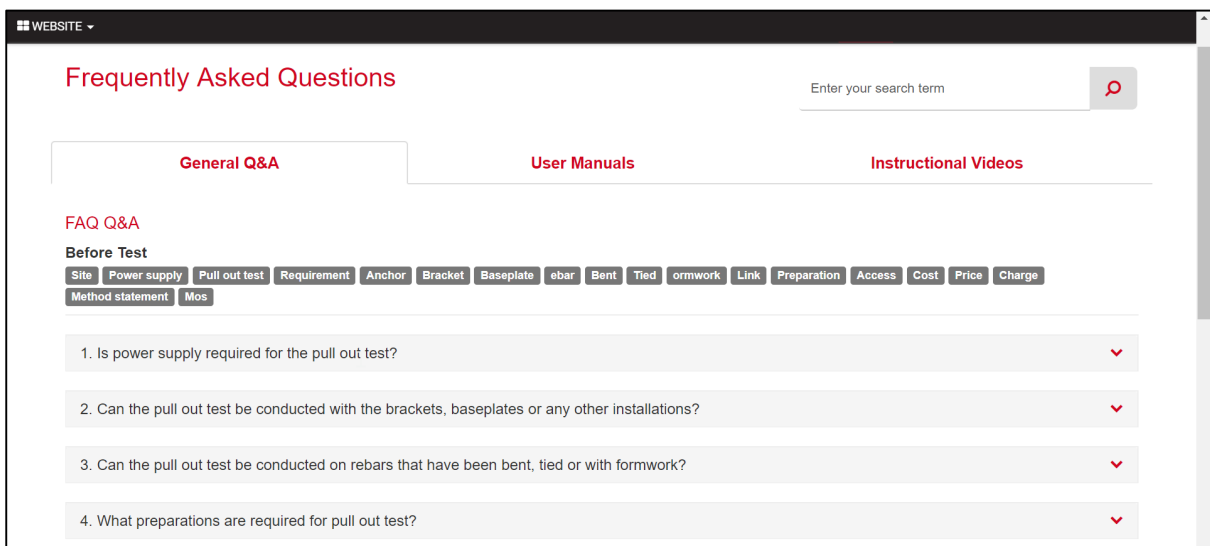 WEBSITE
Frequently Asked Questions
Enter your search term
General Q&A User Manuals Instructional Videos
FAQ Q&A
Before Test
Site Power supply Pull out test Requirement Anchor Bracket Baseplate ebar Bent Tied ormwork Link Preparation Access Cost Price Charge
Method statement Mos
1. Is power supply required for the pull out test?
2. Can the pull out test be conducted with the brackets, baseplates or any other installations?
3. Can the pull out test be conducted on rebars that have been bent, tied or with formwork?
4. What preparations are required for pull out test?